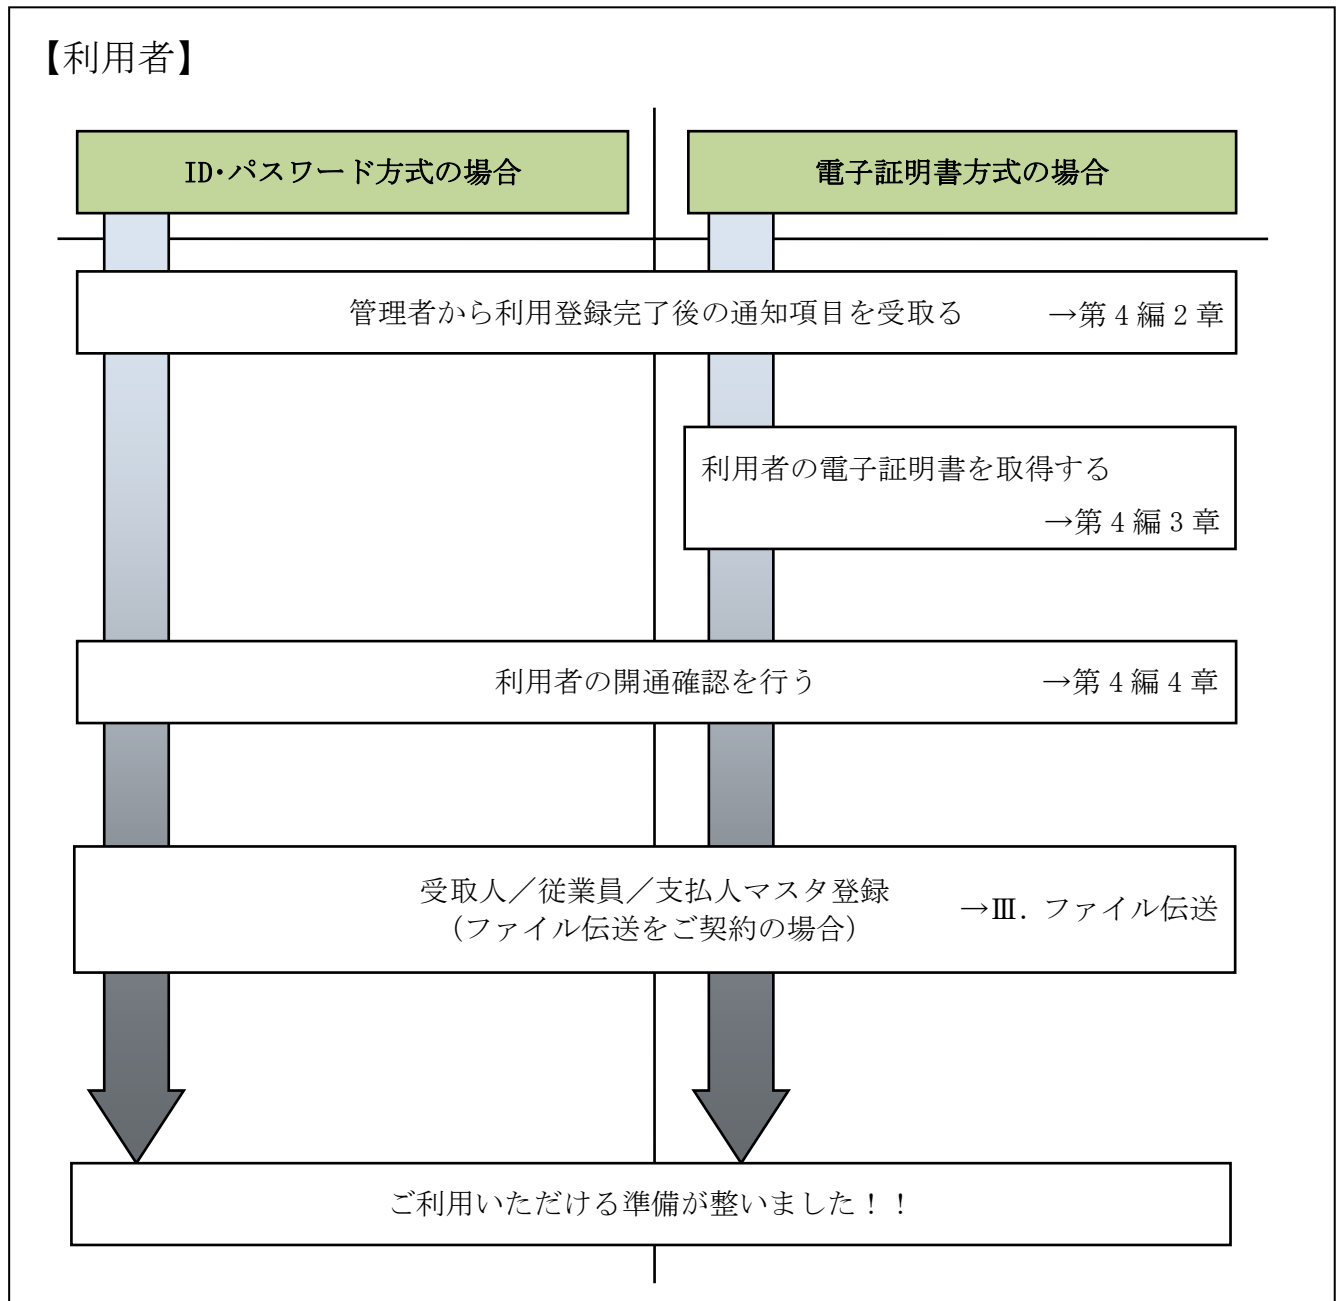 【利用者】
ID・パスワード方式の場合
電子証明書方式の場合
管理者から利用登録完了後の通知項目を受取る　→第４編２章
利用者の電子証明書を取得する
→第４編３章
利用者の開通確認を行う　→第４編４章
受取人／従業員／支払人マスタ登録
（ファイル伝送をご契約の場合）
→Ⅲ．ファイル伝送
ご利用いただける準備が整いました！！